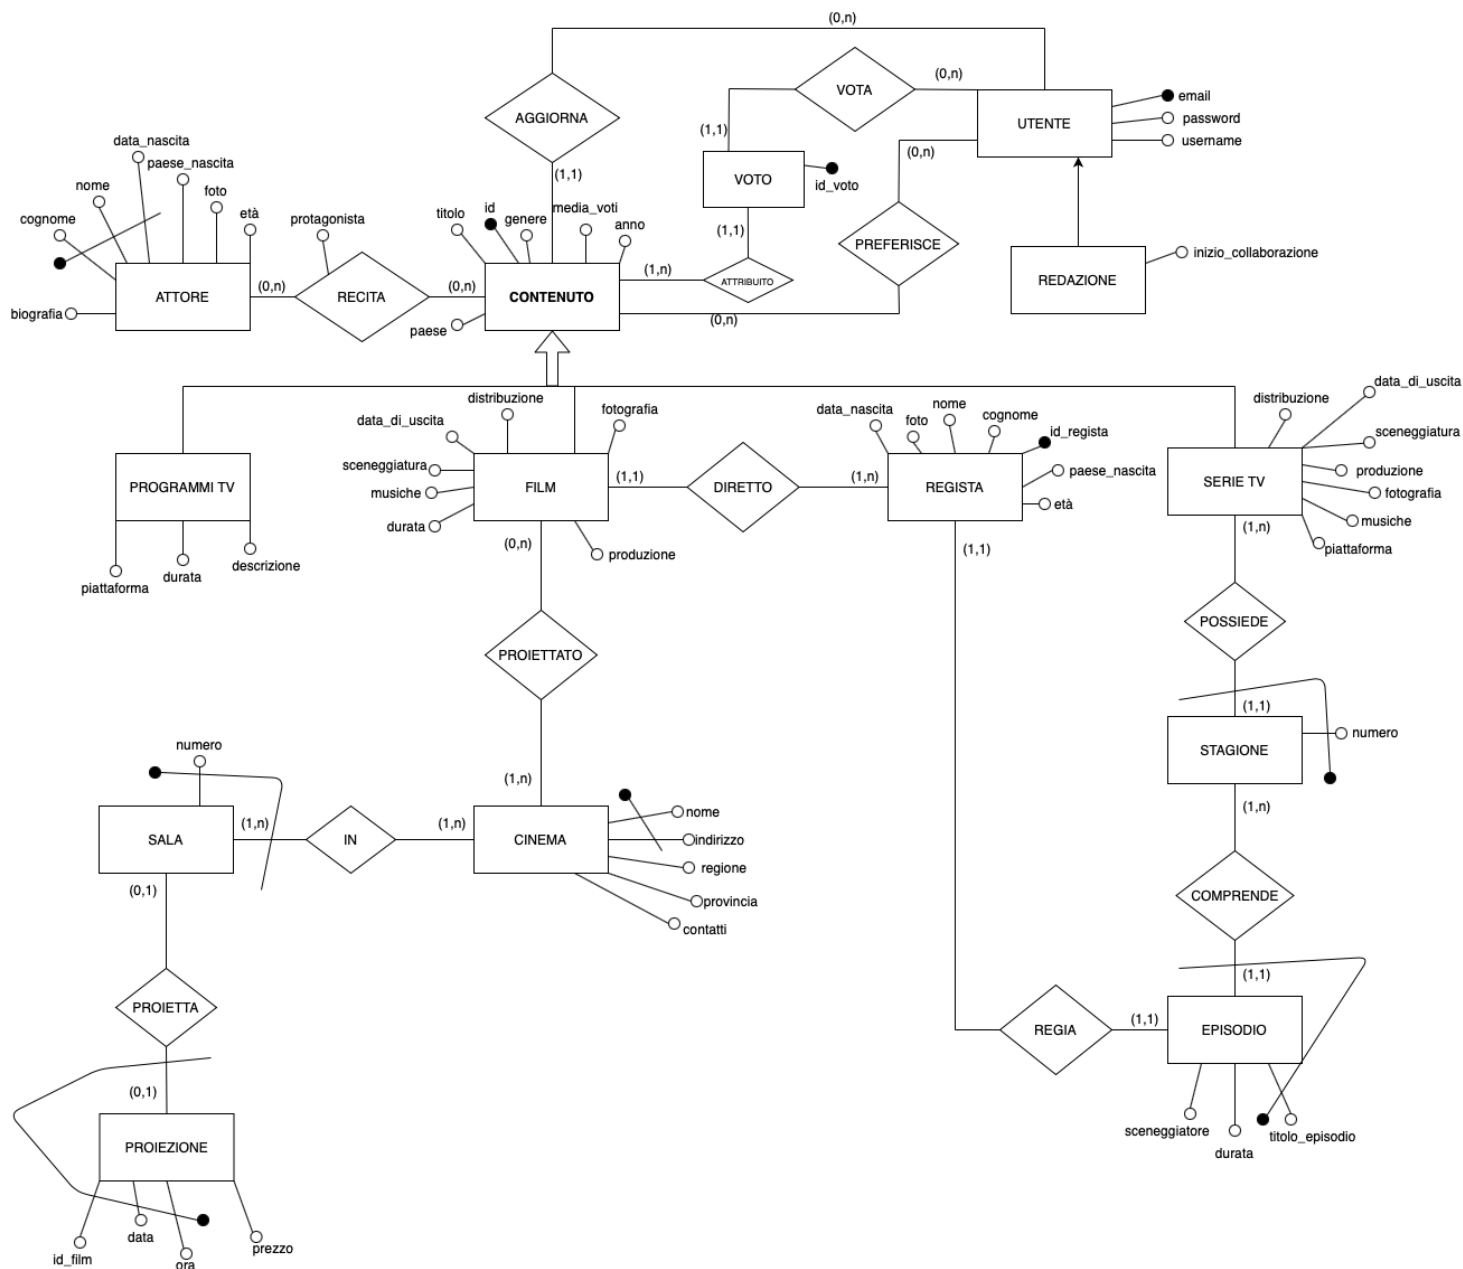 (0,n)
VOTA
(0,n)
AGGIORNA
UTENTE
email
password
username
(1,1)
(0,n)
data_nascita
paese_nascita
nome
foto
cognome
età
protagonista
(1,1)
VOTO
id_voto
titolo
id
genere
media_voti
anno
(1,1)
PREFERISCE
REDAZIONE
inizio_collaborazione
ATTORE
(0,n)
RECITA
(0,n)
CONTENUTO
(1,n)
ATTRIBUITO
biografia
paese
(0,n)
data_di_uscita
distribuzione
fotografia
data_nascita
foto
nome
cognome
id_regista
distribuzione
data_di_uscita
sceneggiatura
sceneggiatura
musiche
durata
PROGRAMMI TV
FILM
(1,1)
DIRETTO
(1,n)
REGISTA
paese_nascita
età
SERIE TV
produzione
fotografia
musiche
piattaforma
(1,n)
(0,n)
produzione
(1,1)
piattaforma
durata
descrizione
POSSIEDE
PROIETTATO
(1,1)
STAGIONE
numero
numero
(1,n)
(1,n)
SALA
(1,n)
IN
(1,n)
CINEMA
nome
indirizzo
regione
provincia
contatti
(0,1)
COMPRENDE
(1,1)
PROIETTA
REGIA
(1,1)
EPISODIO
(0,1)
PROIEZIONE
sceneggiatore
durata
titolo_episodio
id_film
data
ora
prezzo